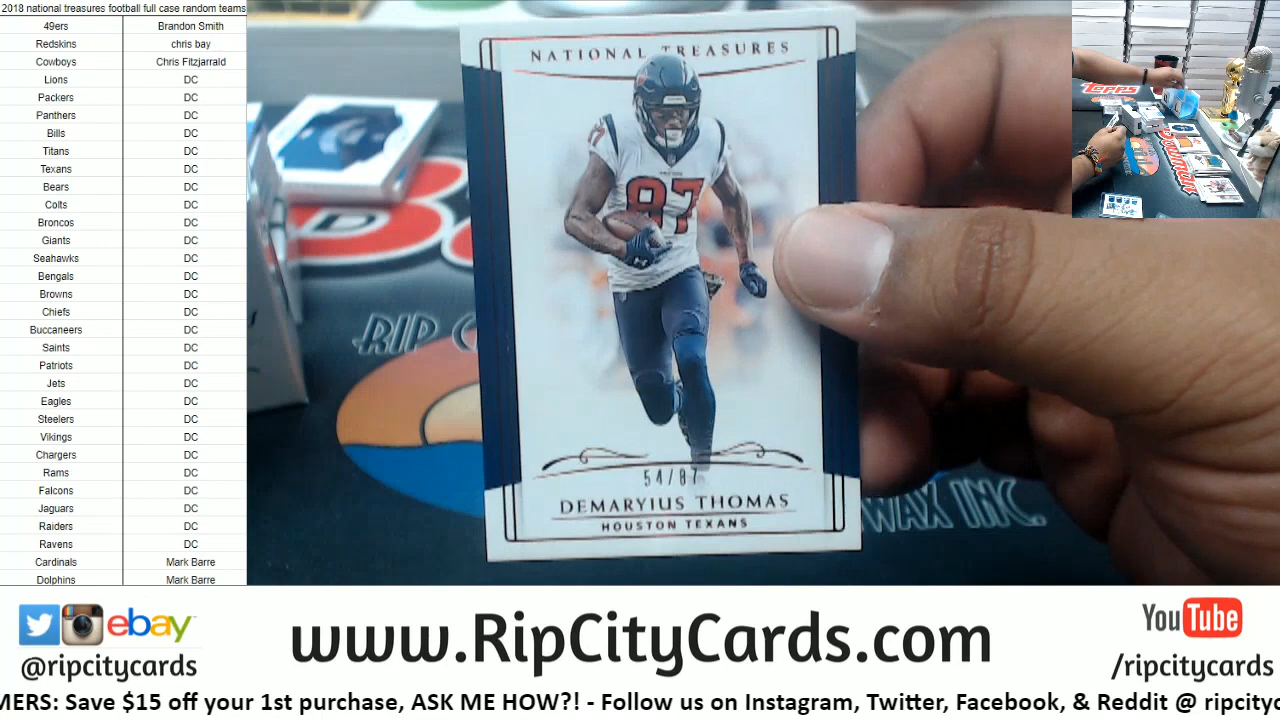 2018 national treasures football full case random teams
49ers Brandon Smith
Redskins chris bay
Cowboys Chris Fitzjarrald
Lions DC
Packers DC
Panthers DC
Bills DC
Titans DC
Texans DC
Bears DC
Colts DC
Broncos DC
Giants DC
Seahawks DC
Bengals DC
Browns DC
Chiefs DC
Buccaneers DC
Saints DC
Patriots DC
Jets DC
Eagles DC
Steelers DC
Vikings DC
Chargers DC
Rams DC
Falcons DC
Jaguars DC
Raiders DC
Ravens DC
Cardinals Mark Barre
Dolphins Mark Barre
NATIONAL TREASURES
87
54/87
DEMARYIUS THOMAS
HOUSTON TEXANS
RIP C
WAX INC.
TOPPS
Bowman
ebay
@ripcitycards
www.RipCityCards.com
YouTube
/ripcitycards
MERS: Save $15 off your 1st purchase, ASK ME HOW?! - Follow us on Instagram, Twitter, Facebook, & Reddit @ ripcityc